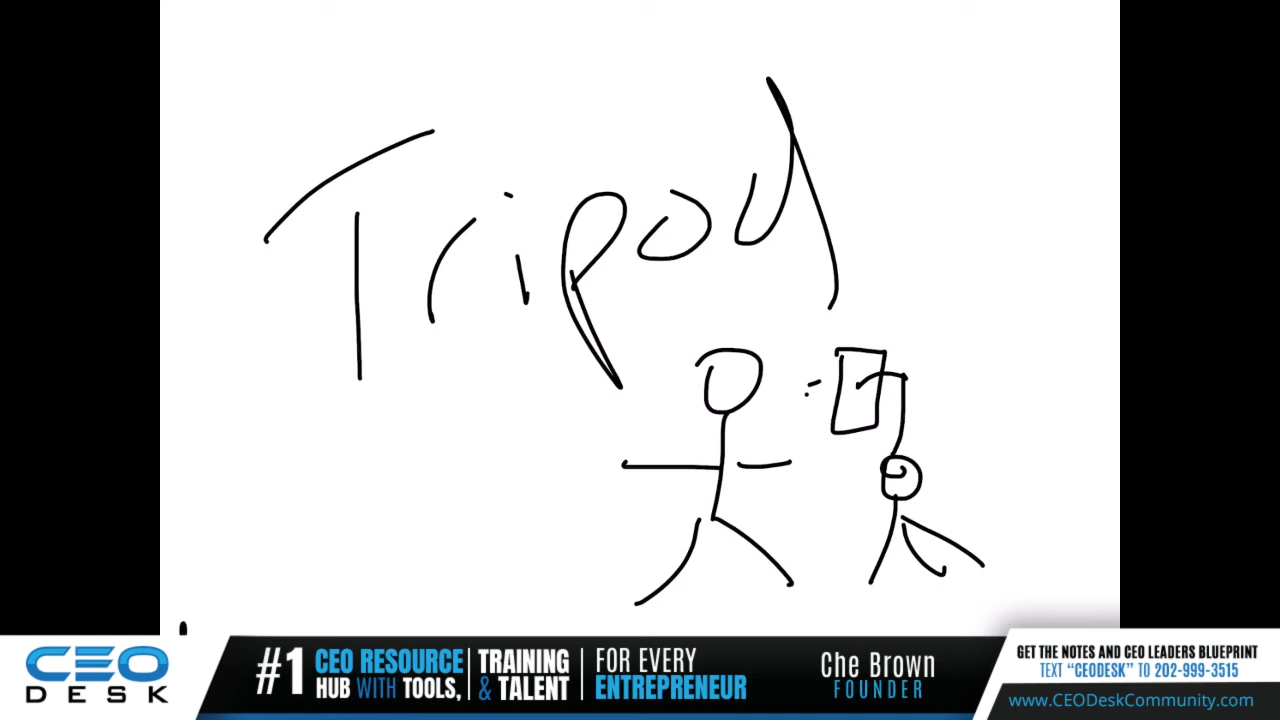 Tripod
CEO
DESK
#1 CEO RESOURCE HUB WITH TOOLS,
TRAINING & TALENT
FOR EVERY ENTREPRENEUR
Che Brown
FOUNDER
GET THE NOTES AND CEO LEADERS BLUEPRINT
TEXT “CEODESK” TO 202-999-3515
www.CEODeskCommunity.com